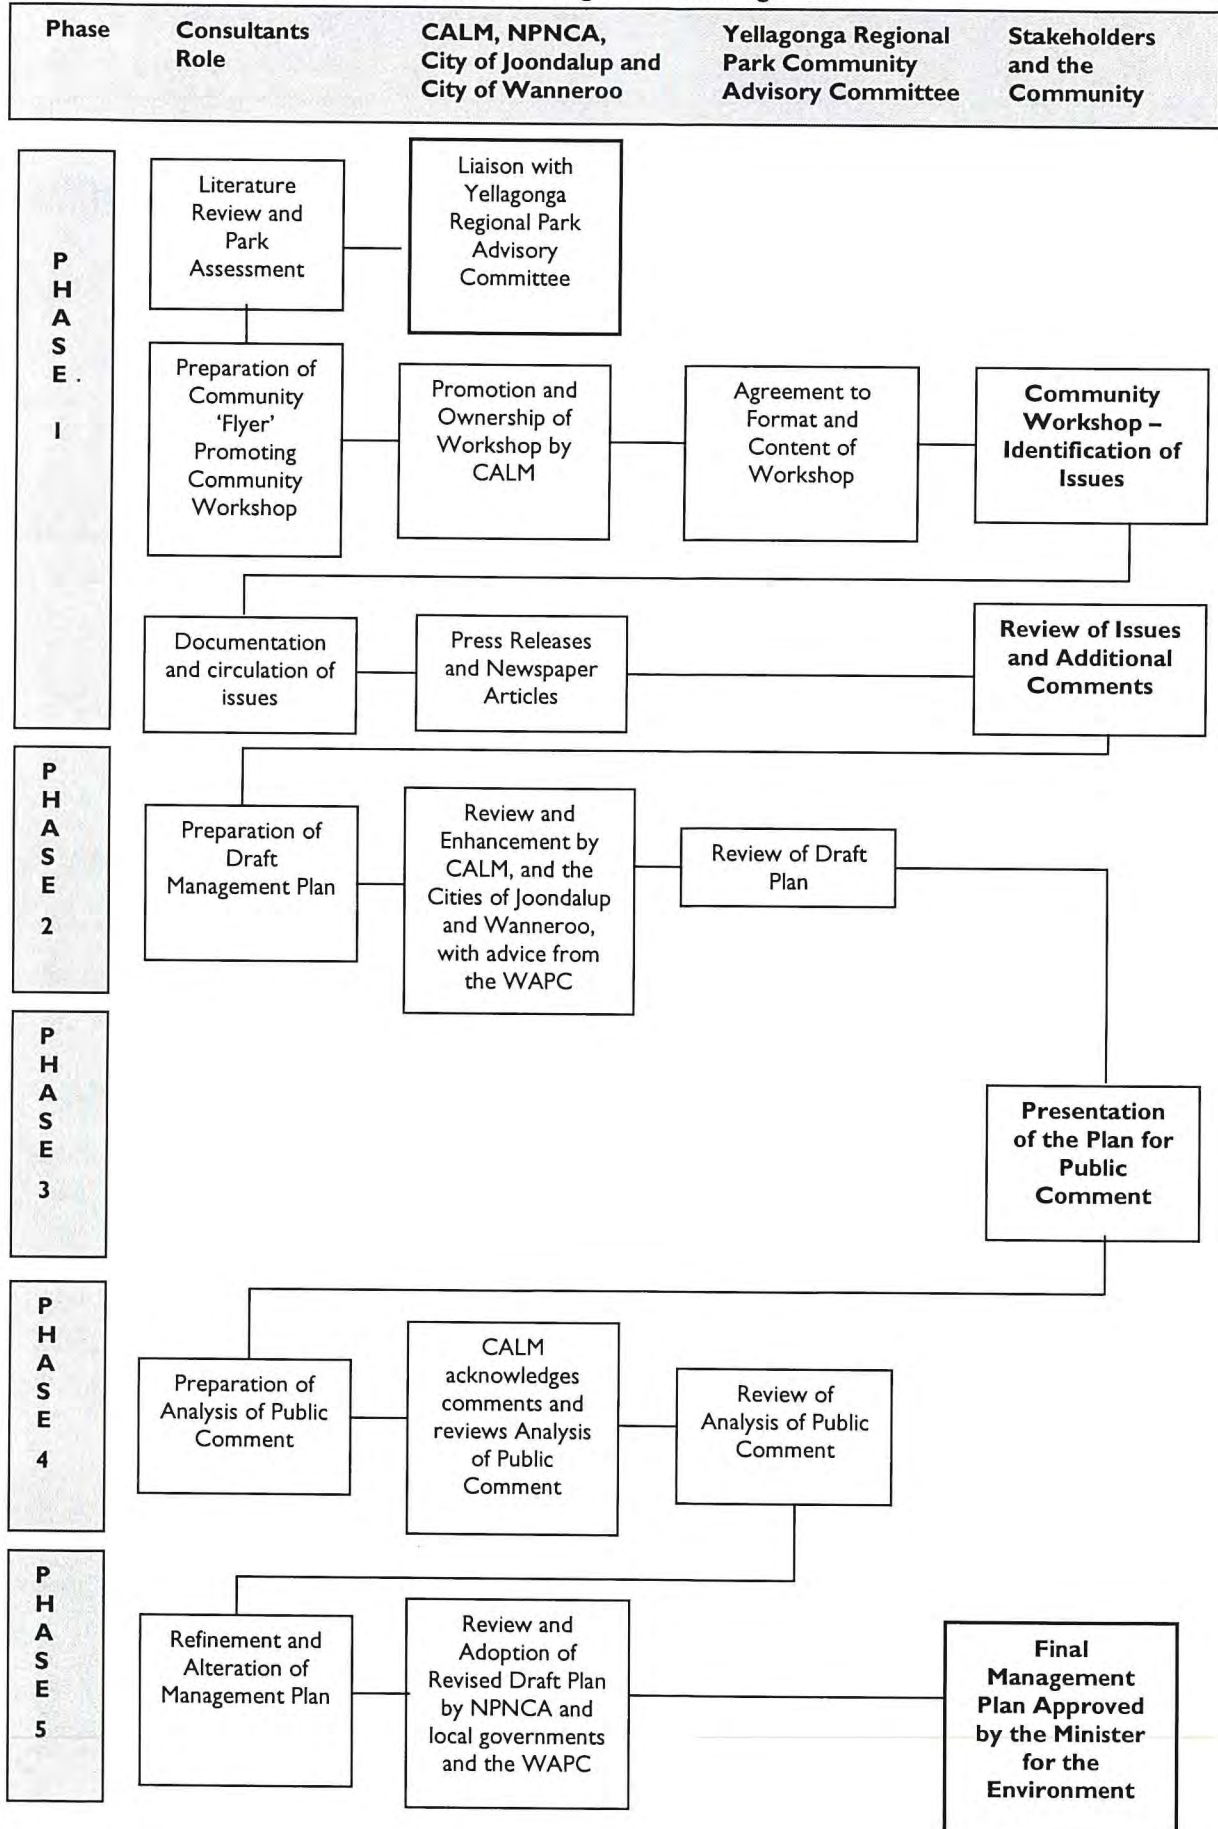 Phase
Consultants
Role
CALM, NPNCA,
City of Joondalup and
City of Wanneroo
Yellagonga Regional
Park Community
Advisory Committee
Stakeholders
and the
Community
PHASE 1
Literature
Review and
Park
Assessment
Liaison with
Yellagonga
Regional Park
Advisory
Committee
Preparation of
Community
‘Flyer’
Promoting
Community
Workshop
Promotion and
Ownership of
Workshop by
CALM
Agreement to
Format and
Content of
Workshop
Community
Workshop –
Identification of
Issues
Documentation
and circulation of
issues
Press Releases
and Newspaper
Articles
Review of Issues
and Additional
Comments
PHASE 2
Preparation of
Draft
Management Plan
Review and
Enhancement by
CALM, and the
Cities of Joondalup
and Wanneroo,
with advice from
the WAPC
Review of Draft
Plan
PHASE 3
Presentation
of the Plan for
Public
Comment
PHASE 4
Preparation of
Analysis of Public
Comment
CALM
acknowledges
comments and
reviews Analysis
of Public
Comment
Review of
Analysis of Public
Comment
PHASE 5
Refinement and
Alteration of
Management Plan
Review and
Adoption of
Revised Draft Plan
by NPNCA and
local governments
and the WAPC
Final
Management
Plan Approved
by the Minister
for the
Environment